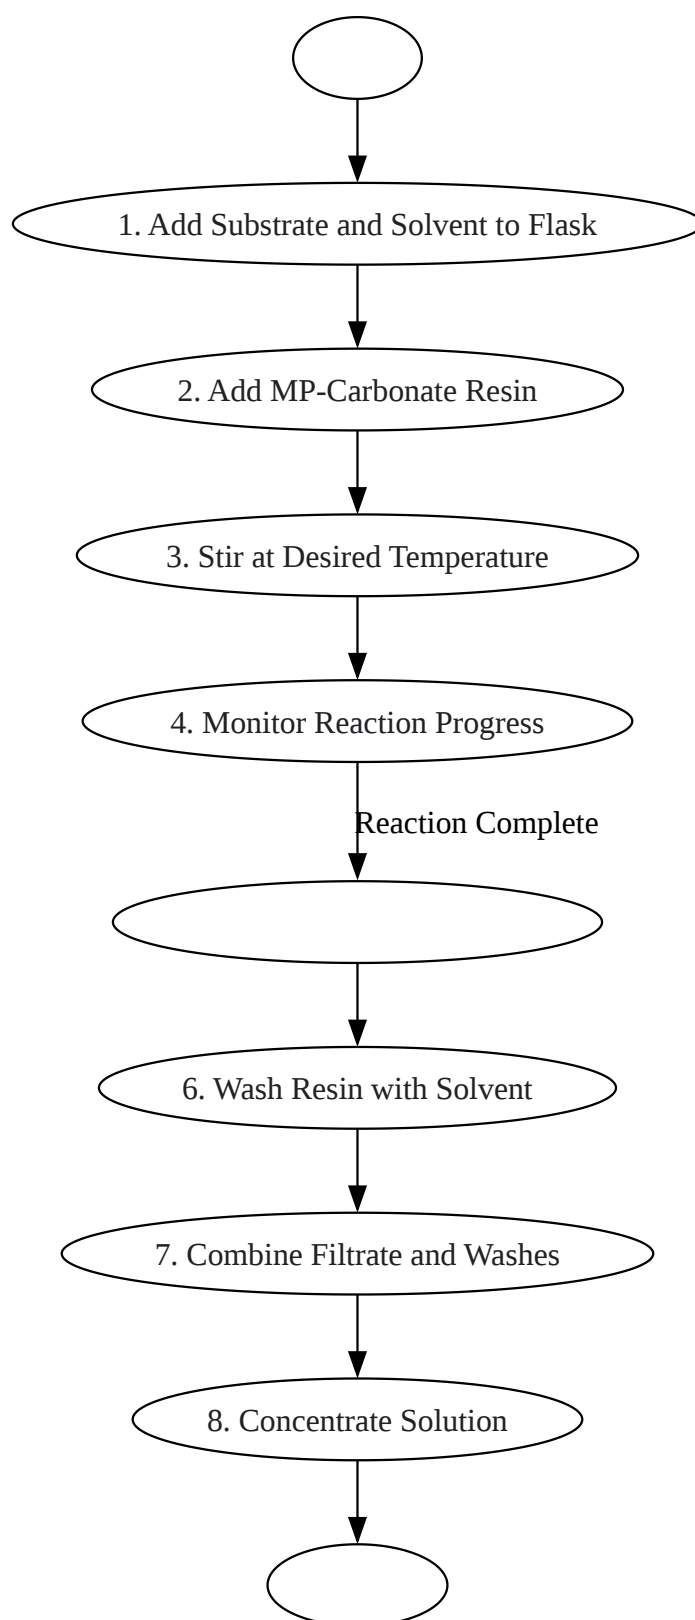 1. Add Substrate and Solvent to Flask
2. Add MP-Carbonate Resin
3. Stir at Desired Temperature
4. Monitor Reaction Progress
Reaction Complete
6. Wash Resin with Solvent
7. Combine Filtrate and Washes
8. Concentrate Solution